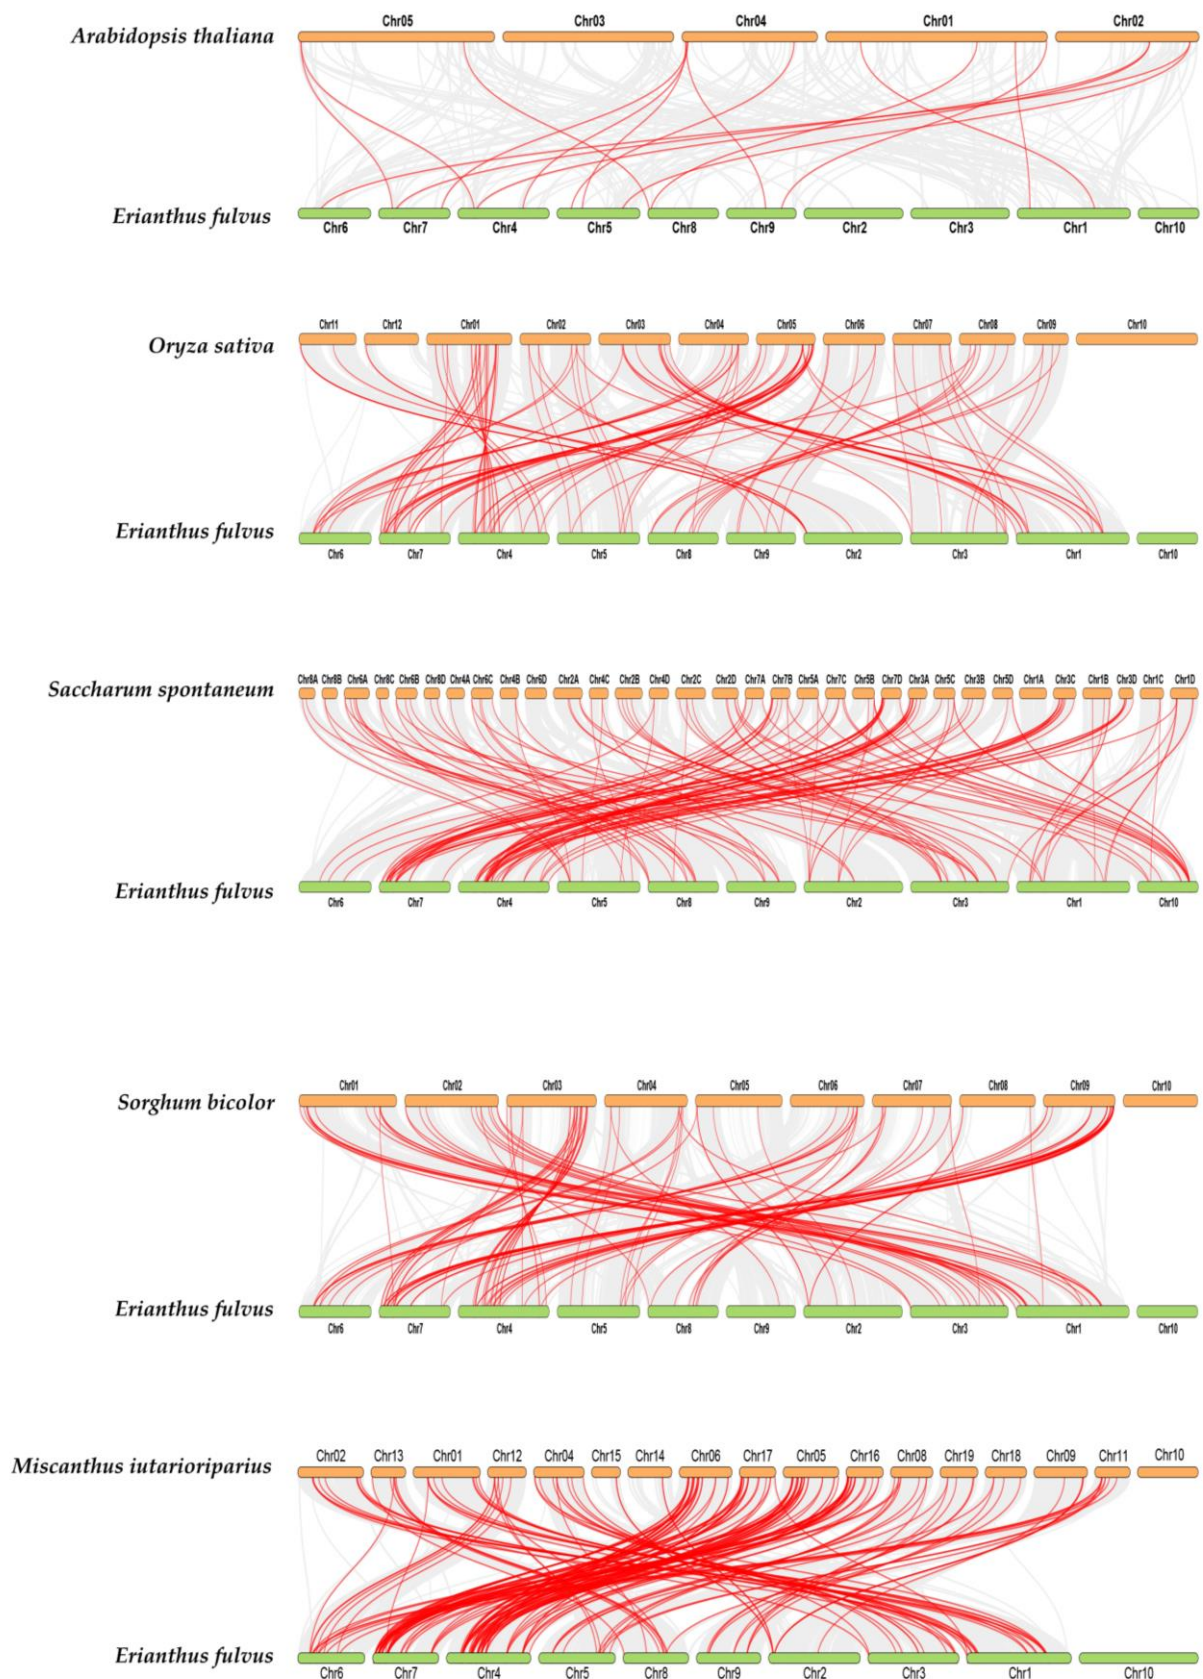 Chr05 Chr03 Chr04 Chr01 Chr02
Arabidopsis thaliana
Erianthus fulvus
Chr6 Chr7 Chr4 Chr5 Chr8 Chr9 Chr2 Chr3 Chr1 Chr10
Chr11 Chr12 Chr01 Chr02 Chr03 Chr04 Chr05 Chr06 Chr07 Chr08 Chr09 Chr10
Oryza sativa
Erianthus fulvus
Chr6 Chr7 Chr4 Chr5 Chr8 Chr9 Chr2 Chr3 Chr1 Chr10
Chr8A Chr8B Chr6A Chr8C Chr6B Chr8D Chr4A Chr6C Chr4B Chr6D Chr2A Chr4C Chr2B Chr4D Chr2C Chr2D Chr7A Chr7B Chr5A Chr7C Chr5B Chr7D Chr3A Chr5C Chr3B Chr5D Chr1A Chr3C Chr1B Chr3D Chr1C Chr1D
Saccharum spontaneum
Erianthus fulvus
Chr6 Chr7 Chr4 Chr5 Chr8 Chr9 Chr2 Chr3 Chr1 Chr10
Chr01 Chr02 Chr03 Chr04 Chr05 Chr06 Chr07 Chr08 Chr09 Chr10
Sorghum bicolor
Erianthus fulvus
Chr6 Chr7 Chr4 Chr5 Chr8 Chr9 Chr2 Chr3 Chr1 Chr10
Chr02 Chr13 Chr01 Chr12 Chr04 Chr15 Chr14 Chr06 Chr17 Chr05 Chr16 Chr08 Chr19 Chr18 Chr09 Chr11 Chr10
Miscanthus iutarioriparius
Erianthus fulvus
Chr6 Chr7 Chr4 Chr5 Chr8 Chr9 Chr2 Chr3 Chr1 Chr10